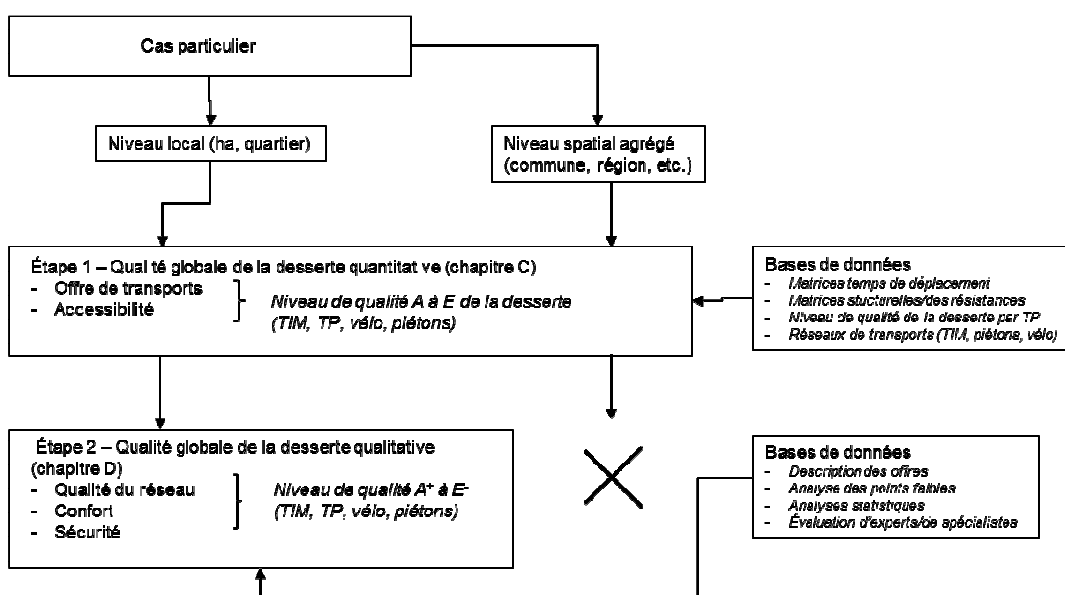 Cas particulier
Niveau local (ha, quartier)
Niveau spatial agrégé
(commune, région, etc.)
Étape 1 – Qual té globale de la desserte quantitat ve (chapitre C)
- Offre de transports
- Accessibilité
Niveau de qualité A à E de la desserte
(TIM, TP, vélo, piétons)
Bases de données
- Matrices temps de déplacement
- Matrices stucturelles/des résistances
- Niveau de qualité de la desserte par TP
- Réseaux de transports (TIM, piétons, vélo)
Étape 2 – Qualité globale de la desserte qualitative
(chapitre D)
- Qualité du réseau
- Confort
- Sécurité
Niveau de qualité A⁺ à E⁻
(TIM, TP, vélo, piétons)
Bases de données
- Description des offres
- Analyse des points faibles
- Analyses statistiques
- Évaluation d'experts/de spécialistes